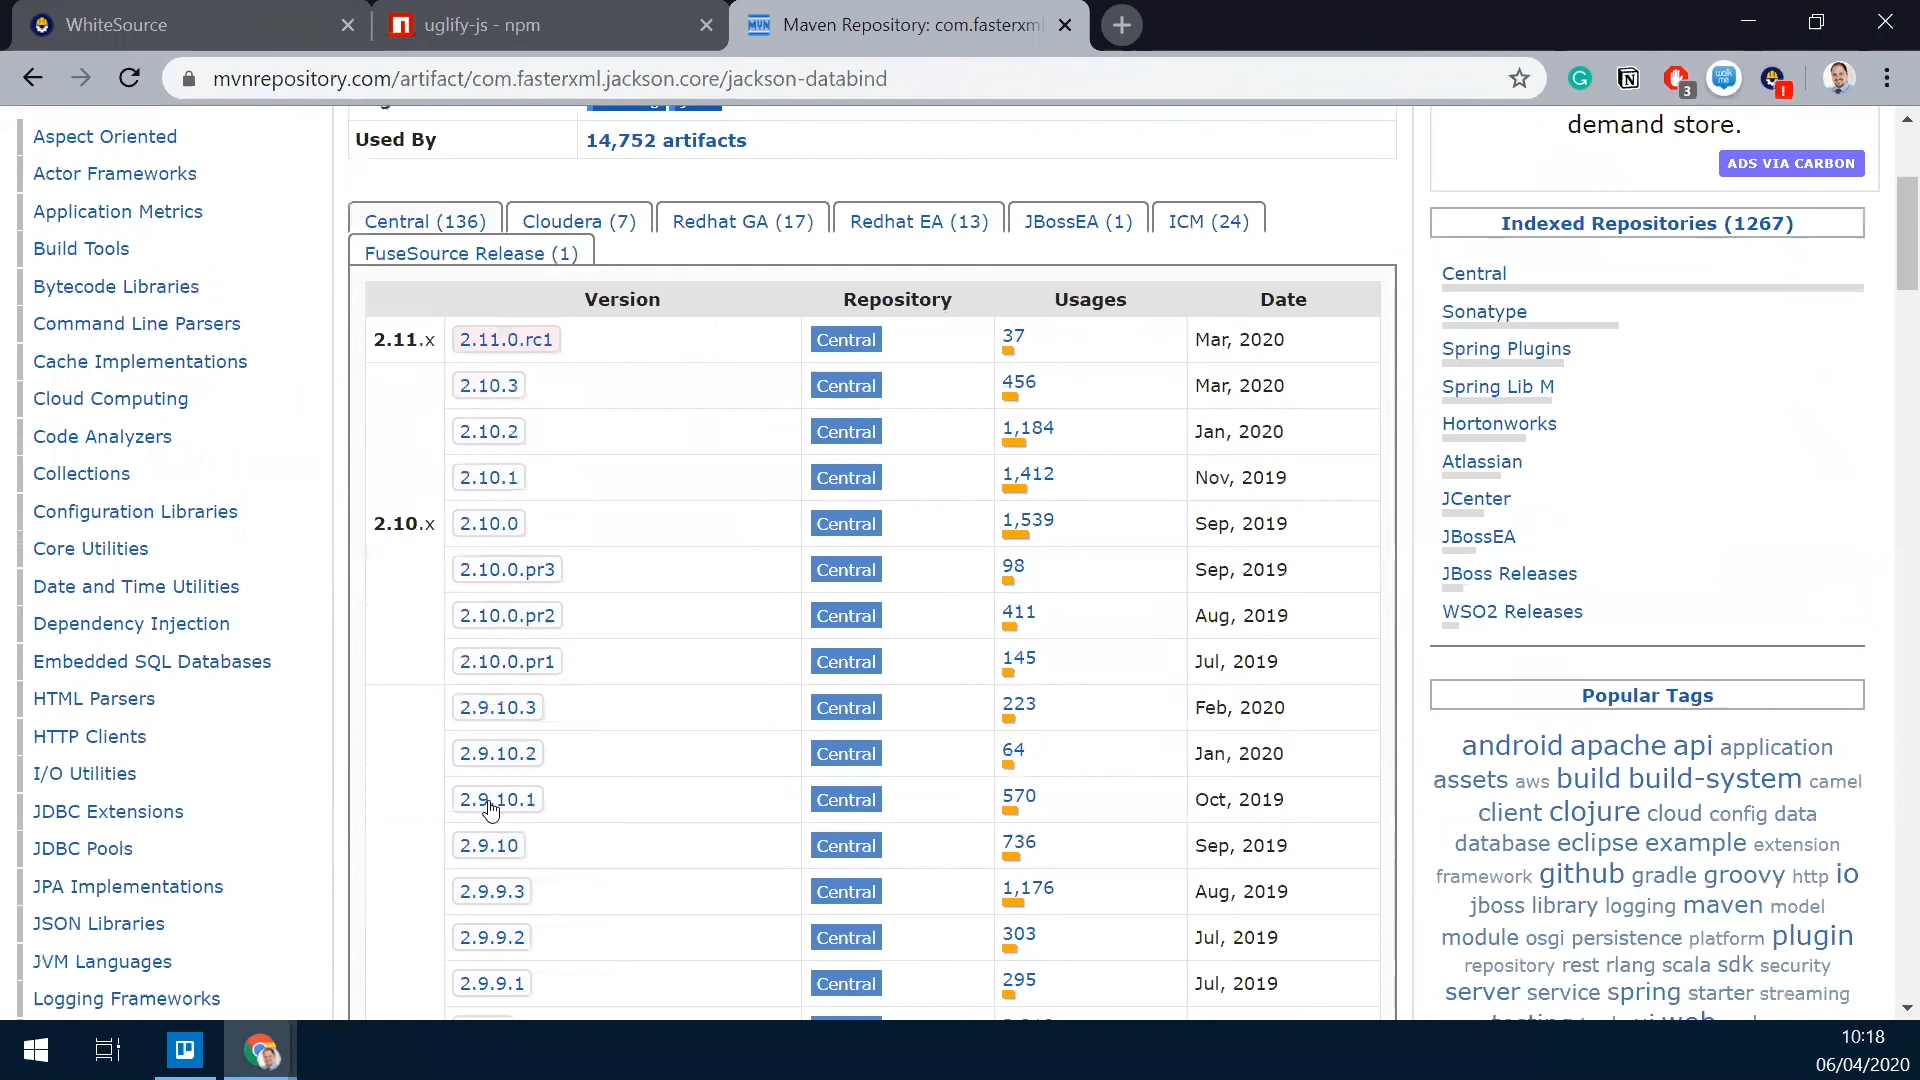 WhiteSource
uglify-js - npm
Maven Repository: com.fasterxml
mvnrepository.com/artifact/com.fasterxml.jackson.core/jackson-databind
3
walk me
!
Aspect Oriented
Actor Frameworks
Application Metrics
Build Tools
Bytecode Libraries
Command Line Parsers
Cache Implementations
Cloud Computing
Code Analyzers
Collections
Configuration Libraries
Core Utilities
Date and Time Utilities
Dependency Injection
Embedded SQL Databases
HTML Parsers
HTTP Clients
I/O Utilities
JDBC Extensions
JDBC Pools
JPA Implementations
JSON Libraries
JVM Languages
Logging Frameworks
Used By 14,752 artifacts
Central (136) Cloudera (7) Redhat GA (17) Redhat EA (13) JBossEA (1) ICM (24)
FuseSource Release (1)
Version Repository Usages Date
2.11.x 2.11.0.rc1 Central 37 Mar, 2020
2.10.3 Central 456 Mar, 2020
2.10.2 Central 1,184 Jan, 2020
2.10.1 Central 1,412 Nov, 2019
2.10.x 2.10.0 Central 1,539 Sep, 2019
2.10.0.pr3 Central 98 Sep, 2019
2.10.0.pr2 Central 411 Aug, 2019
2.10.0.pr1 Central 145 Jul, 2019
2.9.10.3 Central 223 Feb, 2020
2.9.10.2 Central 64 Jan, 2020
2.9.10.1 Central 570 Oct, 2019
2.9.10 Central 736 Sep, 2019
2.9.9.3 Central 1,176 Aug, 2019
2.9.9.2 Central 303 Jul, 2019
2.9.9.1 Central 295 Jul, 2019
demand store.
ADS VIA CARBON
Indexed Repositories (1267)
Central
Sonatype
Spring Plugins
Spring Lib M
Hortonworks
Atlassian
JCenter
JBossEA
JBoss Releases
WSO2 Releases
Popular Tags
android apache api application
assets aws build build-system camel
client clojure cloud config data
database eclipse example extension
framework github gradle groovy http io
jboss library logging maven model
module osgi persistence platform plugin
repository rest rlang scala sdk security
server service spring starter streaming
10:18
06/04/2020